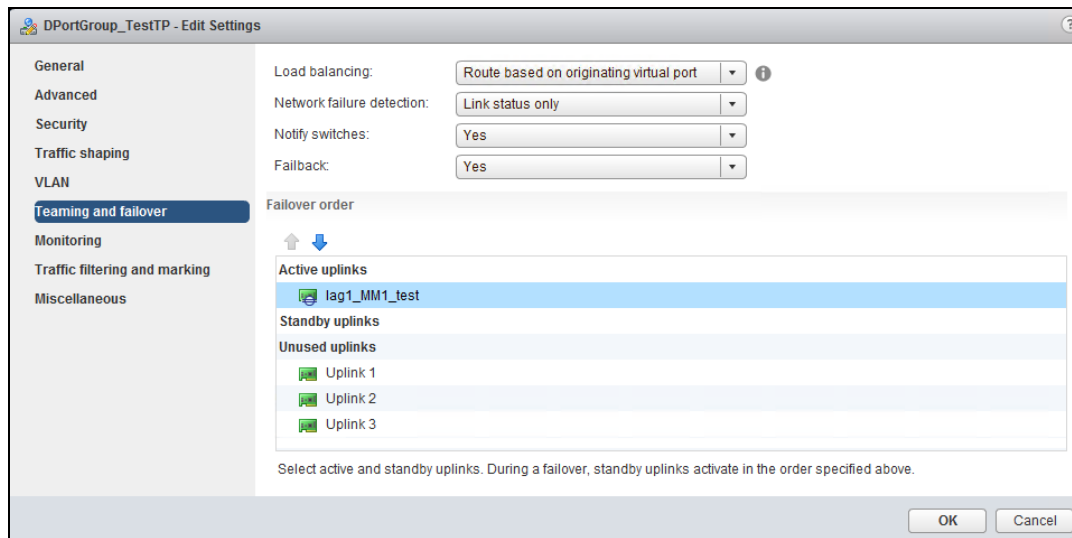 DPortGroup_TestTP - Edit Settings
?
General
Advanced
Security
Traffic shaping
VLAN
Teaming and failover
Monitoring
Traffic filtering and marking
Miscellaneous
Load balancing: Route based on originating virtual port
Network failure detection: Link status only
Notify switches: Yes
Failback: Yes
Failover order
Active uplinks
lag1_MM1_test
Standby uplinks
Unused uplinks
Uplink 1
Uplink 2
Uplink 3
Select active and standby uplinks. During a failover, standby uplinks activate in the order specified above.
OK Cancel